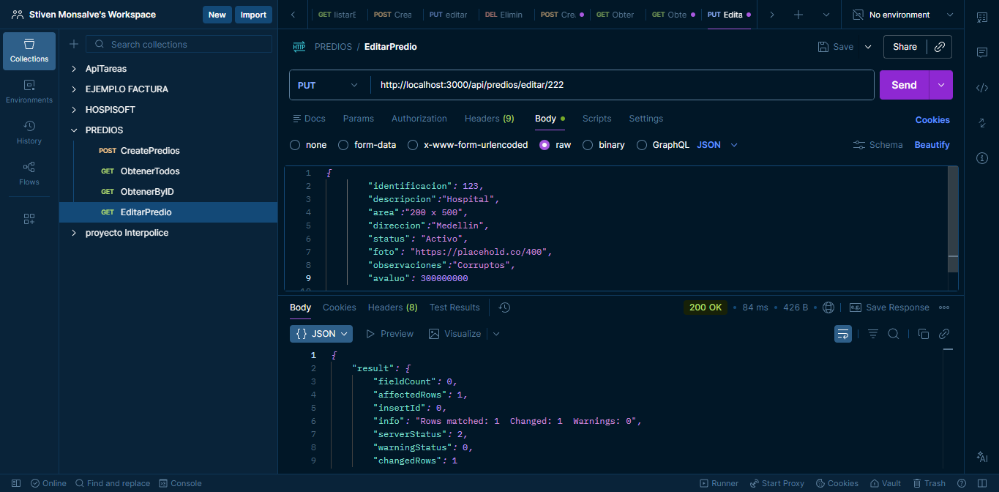 Stiven Monsalve's Workspace New Import
GET listarE POST Crea PUT editar DEL Elimin POST Cre GET Obter GET Obte PUT Edita No environment
Collections
Environments
History
Flows
Search collections
ApiTareas
EJEMPLO FACTURA
HOSPISOFT
PREDIOS
POST CreatePredios
GET ObtenerTodos
GET ObtenerByID
GET EditarPredio
proyecto Interpolice
HTTP PREDIOS / EditarPredio Save Share
PUT http://localhost:3000/api/predios/editar/222 Send
Docs Params Authorization Headers (9) Body Scripts Settings Cookies
none form-data x-www-form-urlencoded raw binary GraphQL JSON Schema Beautify
1 {
2 "identificacion": 123,
3 "descripcion":"Hospital",
4 "area":"200 x 500",
5 "direccion":"Medellin",
6 "status": "Activo",
7 "foto": "https://placehold.co/400",
8 "observaciones":"Corruptos",
9 "avaluo": 300000000
10
Body Cookies Headers (8) Test Results 200 OK • 84 ms • 426 B • e.g. Save Response
{} JSON Preview Visualize
1 {
2 "result": {
3 "fieldCount": 0,
4 "affectedRows": 1,
5 "insertId": 0,
6 "info": "Rows matched: 1  Changed: 1  Warnings: 0",
7 "serverStatus": 2,
8 "warningStatus": 0,
9 "changedRows": 1
AI
Online Find and replace Console Runner Start Proxy Cookies Vault Trash